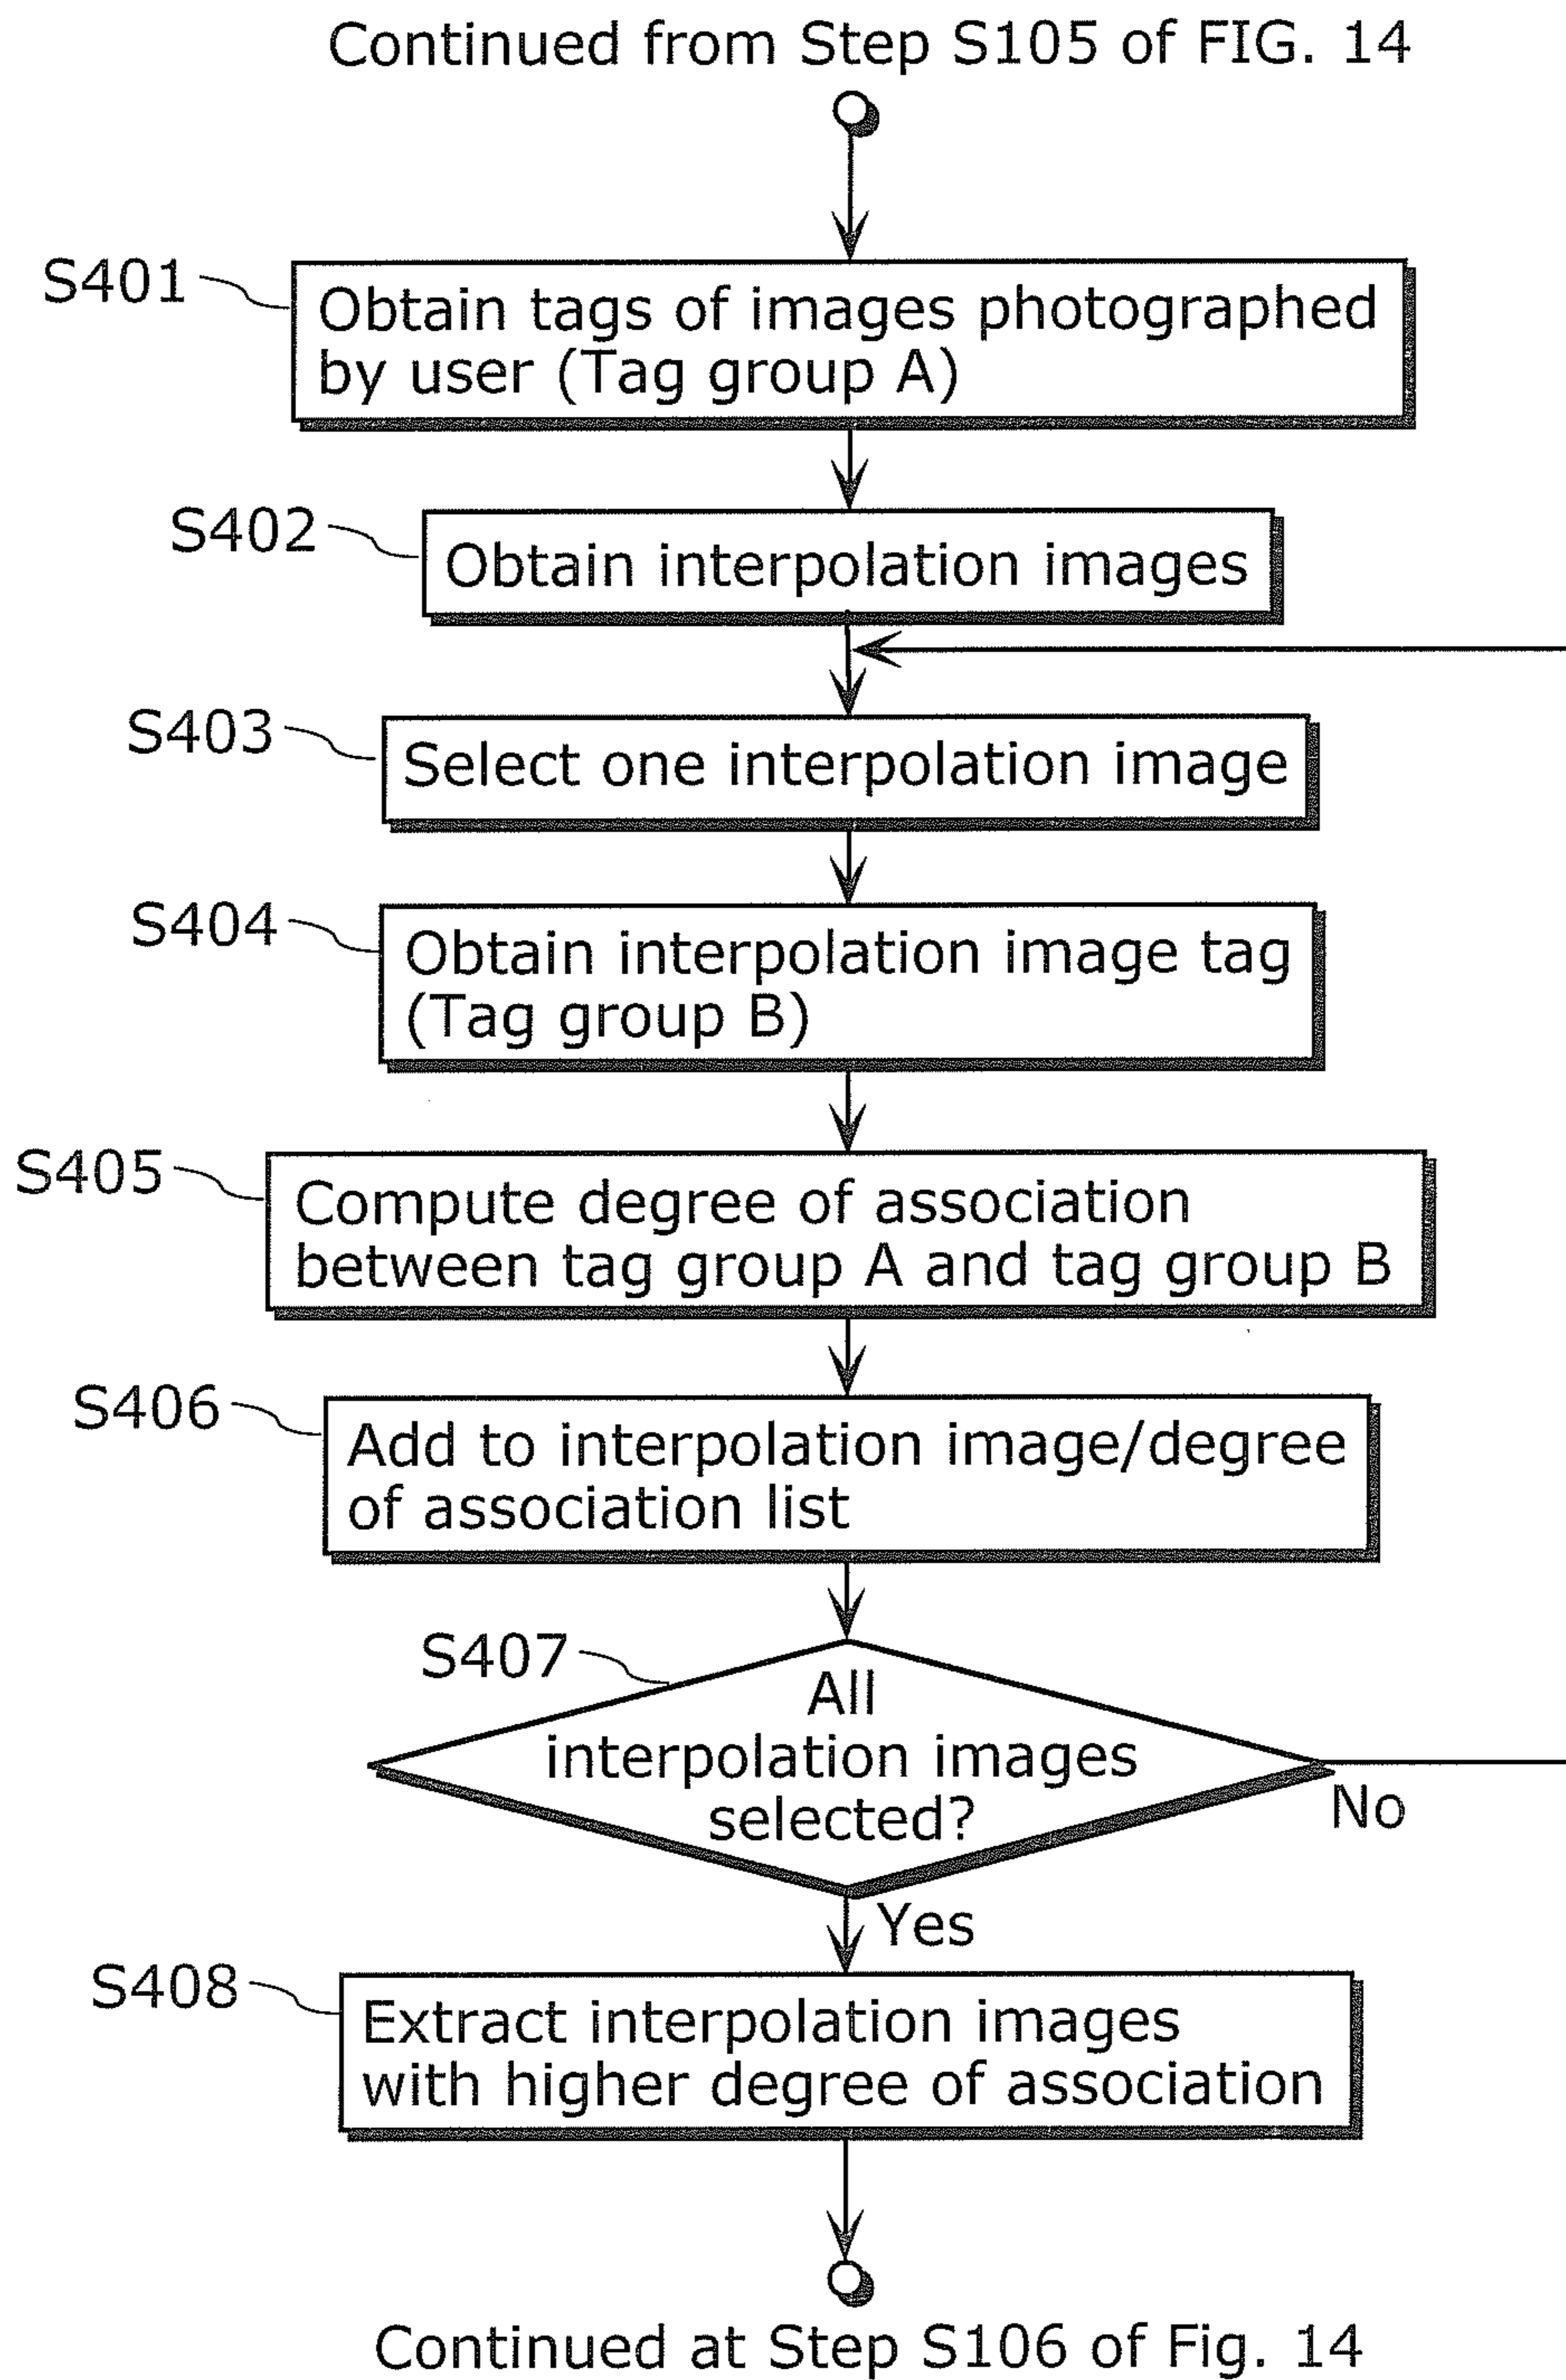 Continued from Step S105 of FIG. 14
S401
Obtain tags of images photographed
by user (Tag group A)
S402
Obtain interpolation images
S403
Select one interpolation image
S404
Obtain interpolation image tag
(Tag group B)
S405
Compute degree of association
between tag group A and tag group B
S406
Add to interpolation image/degree
of association list
S407
All
interpolation images
selected?
No
Yes
S408
Extract interpolation images
with higher degree of association
Continued at Step S106 of Fig. 14